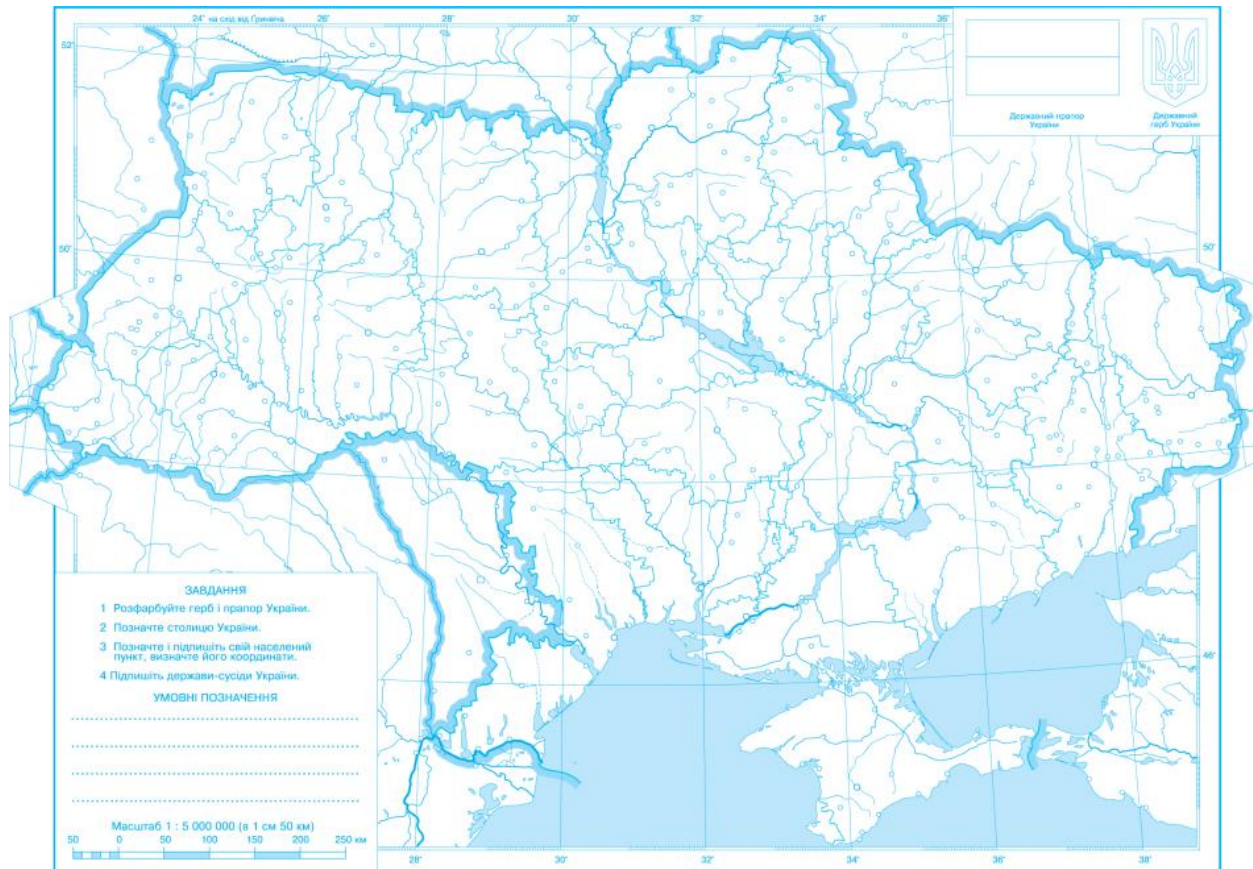 24° на схід від Ґринвіча
26°
28°
30°
32°
34°
36°
52°
Державний прапор
України
Державний
герб України
50°
50°
46°
ЗАВДАННЯ
1 Розфарбуйте герб і прапор України.
2 Позначте столицю України.
3 Позначте і підпишіть свій населений
пункт, визначте його координати.
4 Підпишіть держави-сусіди України.
УМОВНІ ПОЗНАЧЕННЯ
Масштаб 1 : 5 000 000 (в 1 см 50 км)
50 0 50 100 150 200 250 км
28°
30°
32°
34°
36°
38°